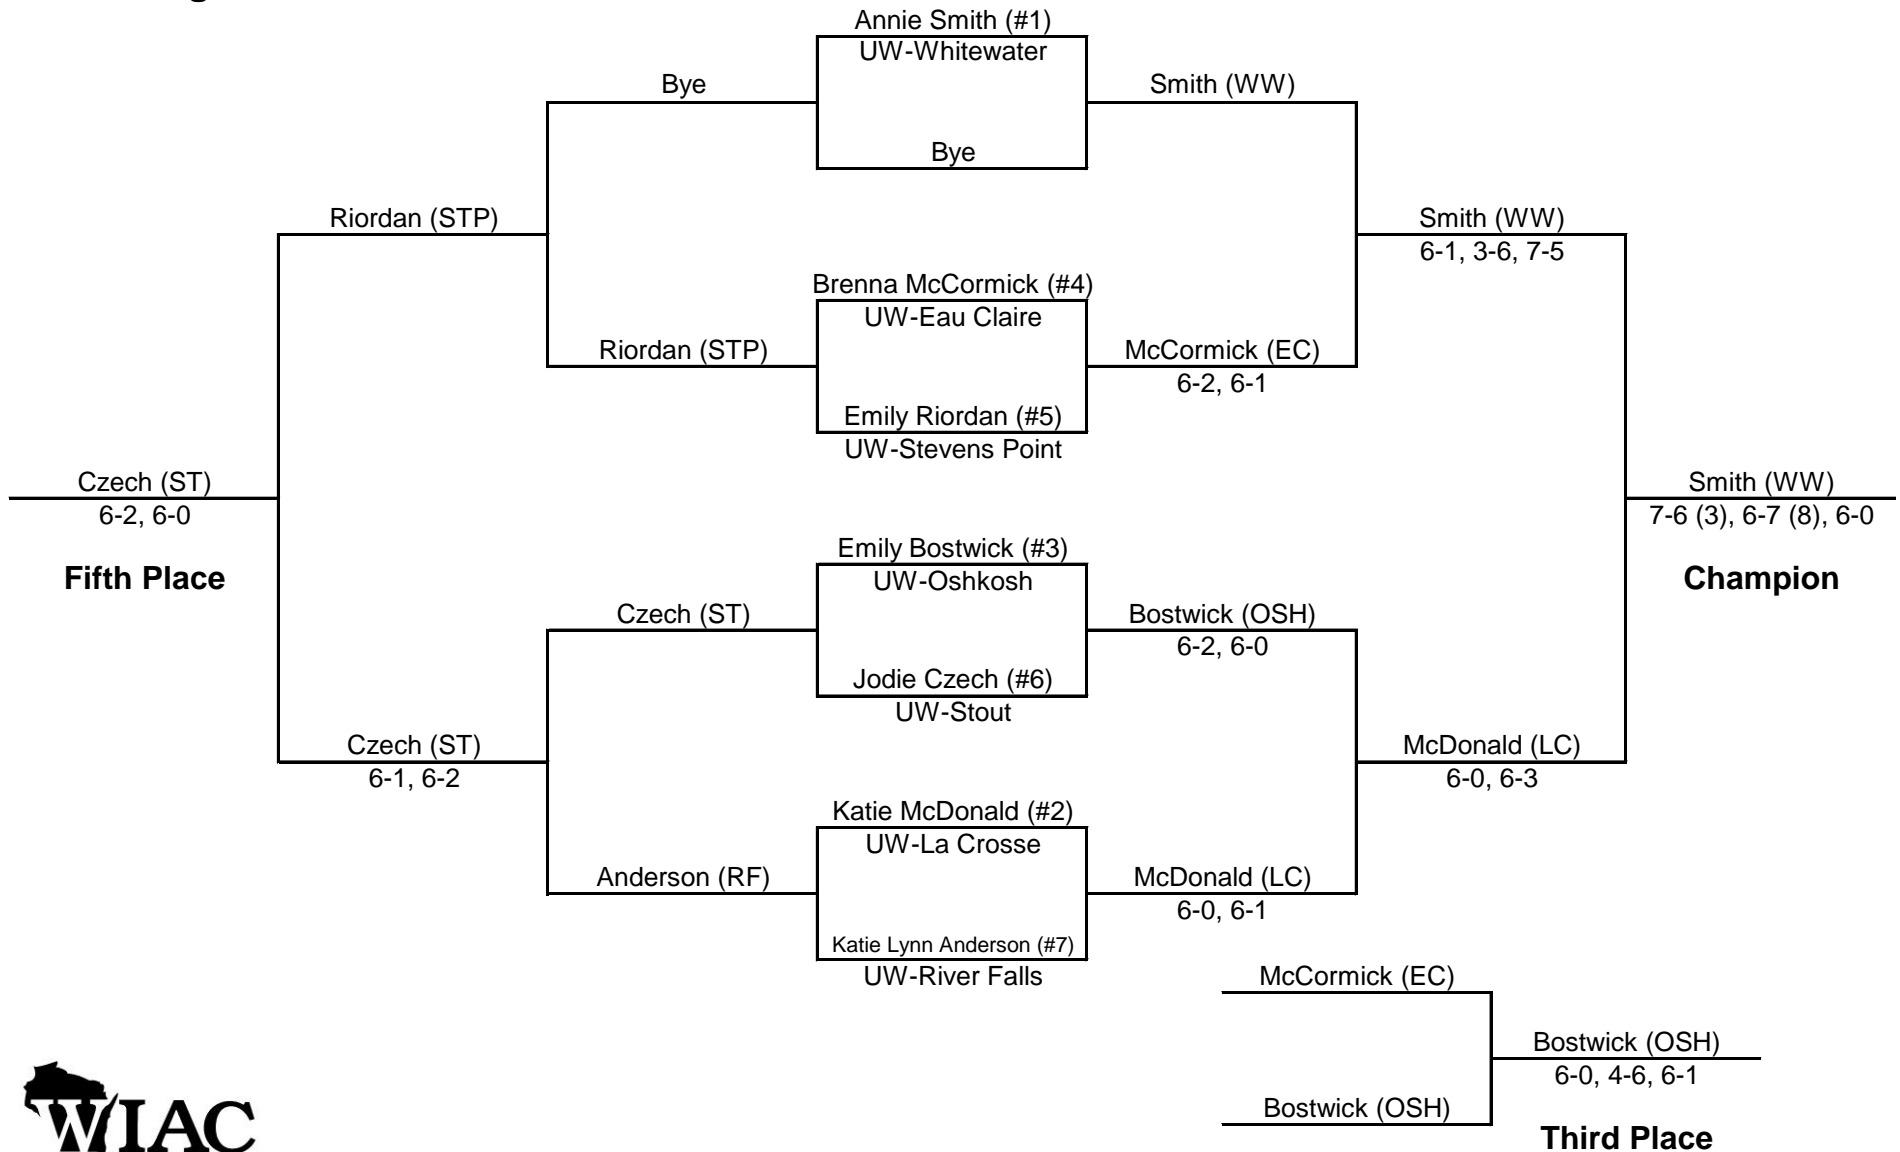 Annie Smith (#1)
UW-Whitewater
Bye
Smith (WW)
Bye
Riordan (STP)
Smith (WW)
6-1, 3-6, 7-5
Brenna McCormick (#4)
UW-Eau Claire
Riordan (STP)
McCormick (EC)
6-2, 6-1
Emily Riordan (#5)
UW-Stevens Point
Czech (ST)
6-2, 6-0
Fifth Place
Smith (WW)
7-6 (3), 6-7 (8), 6-0
Champion
Emily Bostwick (#3)
UW-Oshkosh
Czech (ST)
Bostwick (OSH)
6-2, 6-0
Jodie Czech (#6)
UW-Stout
Czech (ST)
6-1, 6-2
McDonald (LC)
6-0, 6-3
Katie McDonald (#2)
UW-La Crosse
Anderson (RF)
McDonald (LC)
6-0, 6-1
Katie Lynn Anderson (#7)
UW-River Falls
McCormick (EC)
Bostwick (OSH)
6-0, 4-6, 6-1
Bostwick (OSH)
Third Place
WIAC